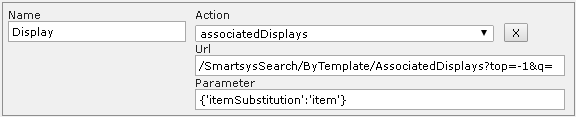 Name
Action
Display
associatedDisplays
X
Url
/SmartsysSearch/ByTemplate/AssociatedDisplays?top=-1&q=
Parameter
{'itemSubstitution':'item'}